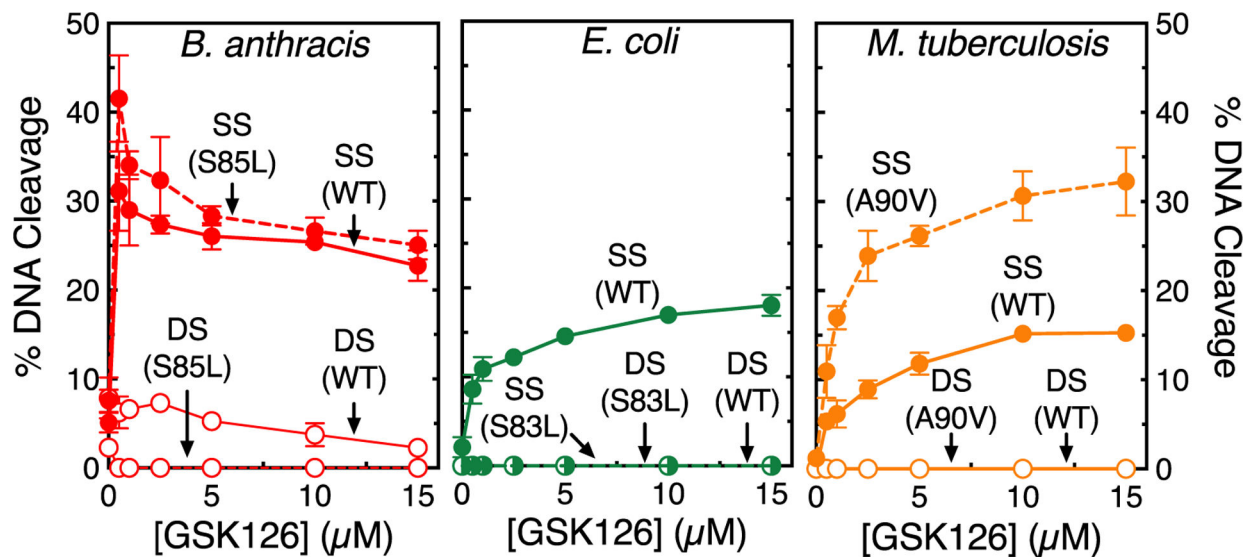 % DNA Cleavage
50
40
30
20
10
0
B. anthracis
SS
(S85L)
SS
(WT)
DS
(S85L)
DS
(WT)
0
5
10
15
[GSK126] (µM)
E. coli
SS
(WT)
SS
(S83L)
DS
(S83L)
DS
(WT)
0
5
10
15
[GSK126] (µM)
M. tuberculosis
SS
(A90V)
SS
(WT)
DS
(A90V)
DS
(WT)
0
5
10
15
[GSK126] (µM)
50
40
30
20
10
0
% DNA Cleavage